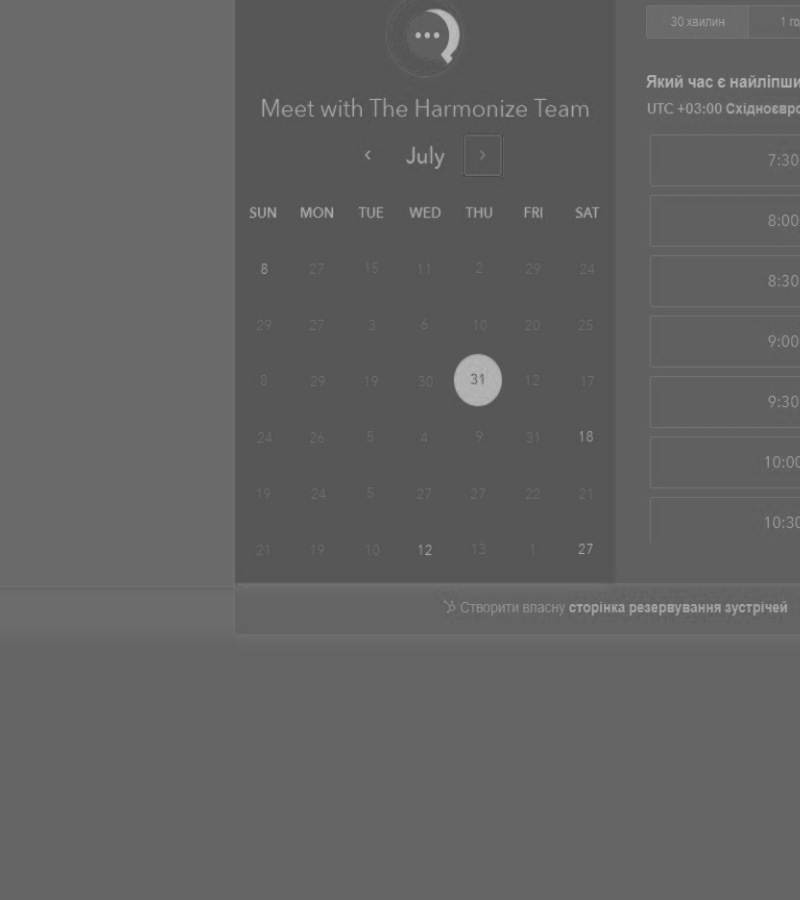 Meet with The Harmonize Team
July
SUN MON TUE WED THU FRI SAT
8 27 15 11 2 29 24
29 27 3 6 10 20 25
8 29 19 30 31 12 17
24 26 5 4 9 31 18
19 24 5 27 27 22 21
21 19 10 12 13 1 27
30 хвилин 1 го
Який час є найліпши
UTC +03:00 Східноєвро
7:30
8:00
8:30
9:00
9:30
10:00
10:30
Створити власну сторінка резервування зустрічей